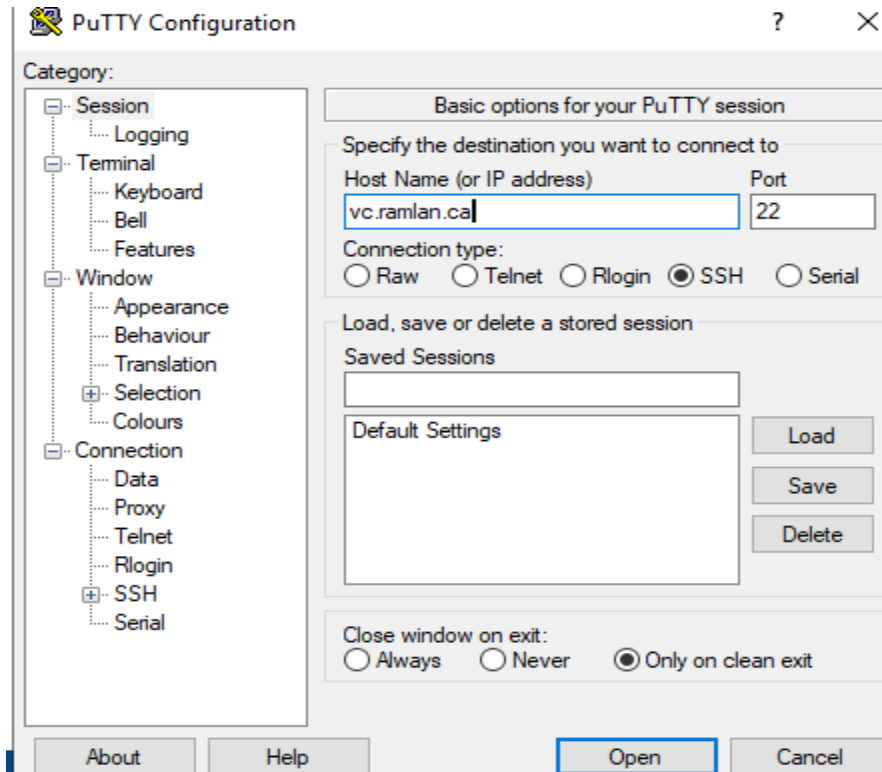 PuTTY Configuration
?
Category:
Session
Logging
Terminal
Keyboard
Bell
Features
Window
Appearance
Behaviour
Translation
Selection
Colours
Connection
Data
Proxy
Telnet
Rlogin
SSH
Serial
Basic options for your PuTTY session
Specify the destination you want to connect to
Host Name (or IP address) Port
vc.ramlan.ca 22
Connection type:
Raw Telnet Rlogin SSH Serial
Load, save or delete a stored session
Saved Sessions
Default Settings
Load
Save
Delete
Close window on exit:
Always Never Only on clean exit
About Help Open Cancel